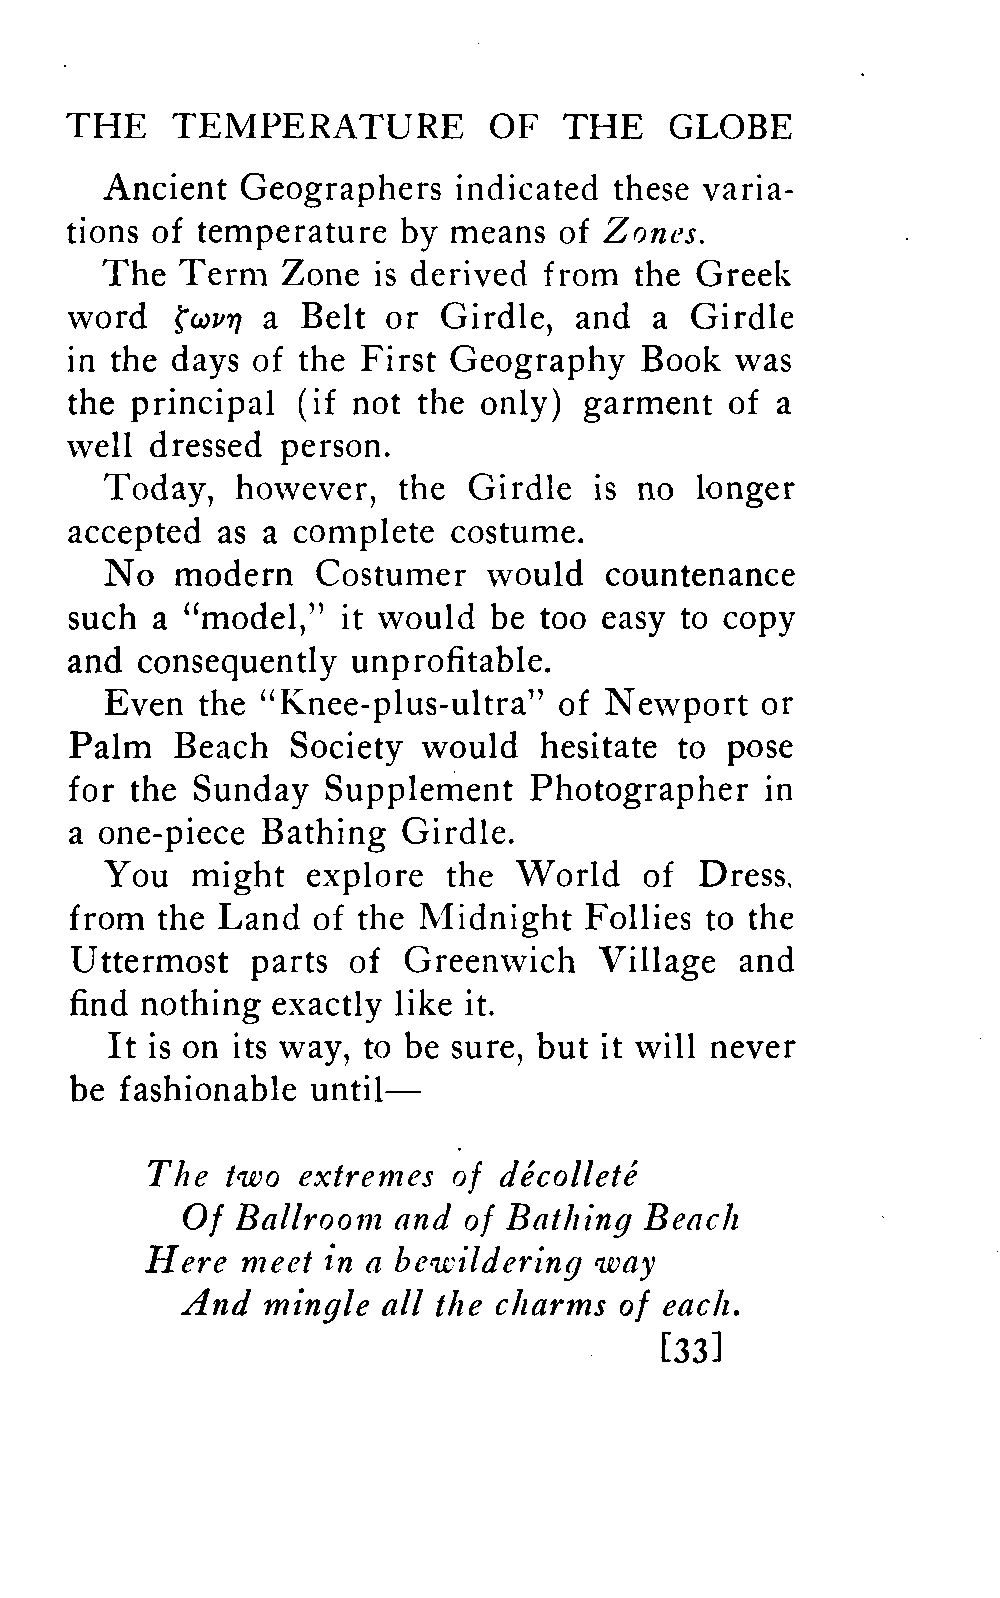 THE TEMPERATURE OF THE GLOBE
Ancient Geographers indicated these varia-
tions of temperature by means of Zones.
The Term Zone is derived from the Greek
word ζωνη a Belt or Girdle, and a Girdle
in the days of the First Geography Book was
the principal (if not the only) garment of a
well dressed person.
Today, however, the Girdle is no longer
accepted as a complete costume.
No modern Costumer would countenance
such a “model,” it would be too easy to copy
and consequently unprofitable.
Even the “Knee-plus-ultra” of Newport or
Palm Beach Society would hesitate to pose
for the Sunday Supplement Photographer in
a one-piece Bathing Girdle.
You might explore the World of Dress,
from the Land of the Midnight Follies to the
Uttermost parts of Greenwich Village and
find nothing exactly like it.
It is on its way, to be sure, but it will never
be fashionable until—
The two extremes of décolleté
Of Ballroom and of Bathing Beach
Here meet in a bewildering way
And mingle all the charms of each.
[33]